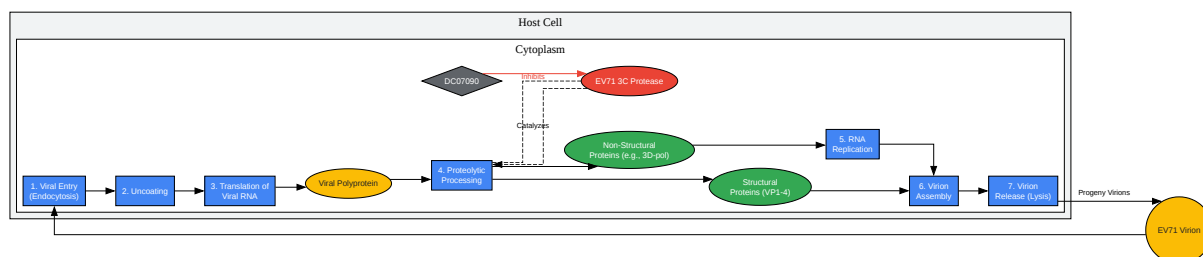 Host Cell
Cytoplasm
DC07090
Inhibits
EV71 3C Protease
Catalyzes
Non-Structural
Proteins (e.g., 3D-pol)
5. RNA
Replication
1. Viral Entry
(Endocytosis)
2. Uncoating
3. Translation of
Viral RNA
Viral Polyprotein
4. Proteolytic
Processing
Structural
Proteins (VP1-4)
6. Virion
Assembly
7. Virion
Release (Lysis)
Progeny Virions
EV71 Virion